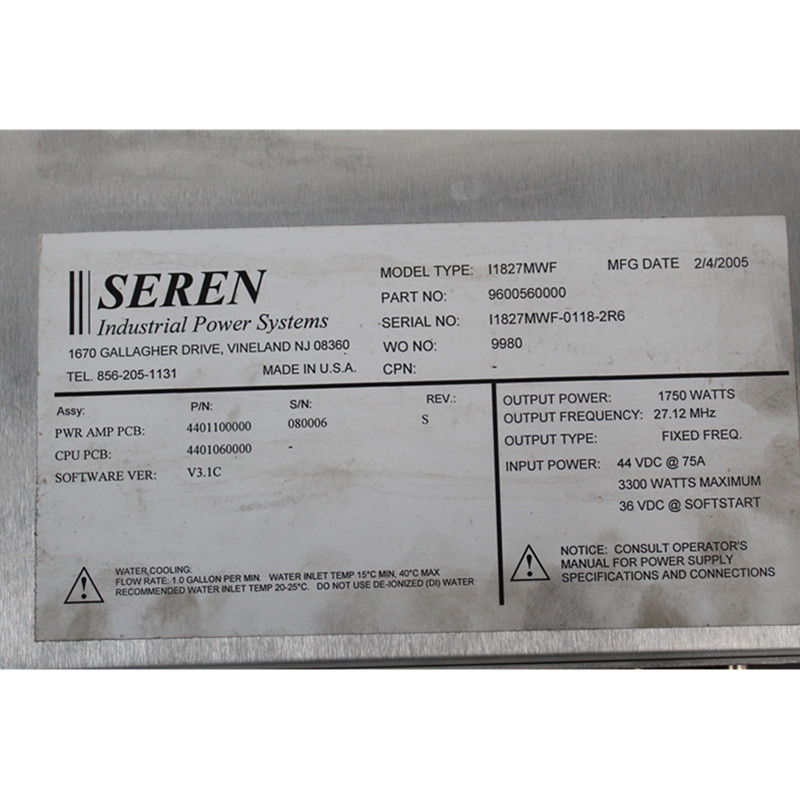 SEREN
Industrial Power Systems
1670 GALLAGHER DRIVE, VINELAND NJ 08360
TEL. 856-205-1131 MADE IN U.S.A.
MODEL TYPE: I1827MWF MFG DATE 2/4/2005
PART NO: 9600560000
SERIAL NO: I1827MWF-0118-2R6
WO NO: 9980
CPN: -
Assy: P/N: S/N: REV.:
PWR AMP PCB: 4401100000 080006 S
CPU PCB: 4401060000 -
SOFTWARE VER: V3.1C
WATER COOLING:
FLOW RATE: 1.0 GALLON PER MIN. WATER INLET TEMP 15°C MIN, 40°C MAX
RECOMMENDED WATER INLET TEMP 20-25°C. DO NOT USE DE-IONIZED (DI) WATER
OUTPUT POWER: 1750 WATTS
OUTPUT FREQUENCY: 27.12 MHz
OUTPUT TYPE: FIXED FREQ.
INPUT POWER: 44 VDC @ 75A
3300 WATTS MAXIMUM
36 VDC @ SOFTSTART
NOTICE: CONSULT OPERATOR'S
MANUAL FOR POWER SUPPLY
SPECIFICATIONS AND CONNECTIONS